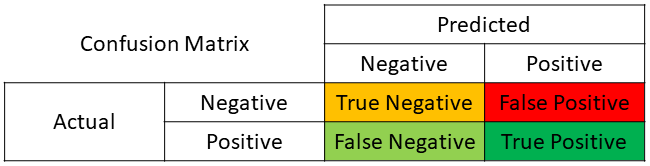 Predicted
Confusion Matrix
Negative Positive
Actual
Negative True Negative False Positive
Positive False Negative True Positive